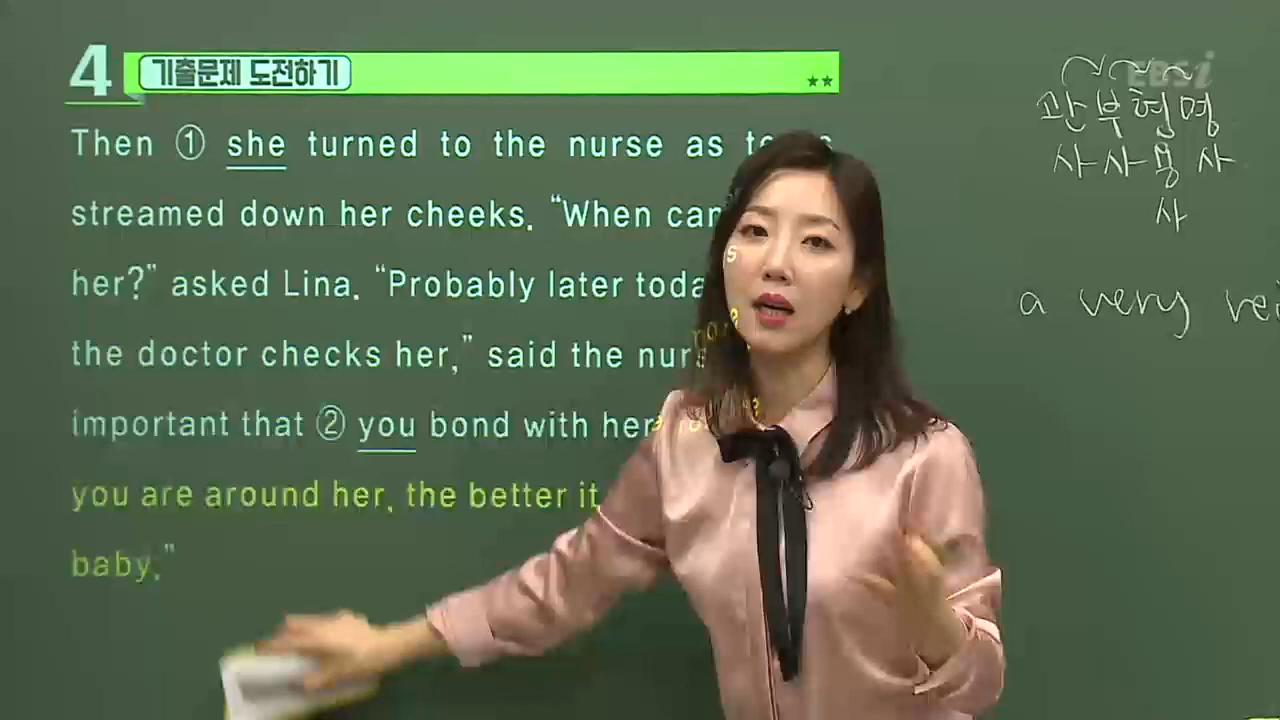 4 기출문제 도전하기
EBSi
Then ① she turned to the nurse as
streamed down her cheeks. “When can
her?” asked Lina. “Probably later
the doctor checks her,” said the
important that ② you bond with her
you are around her, the better it
baby.”
관부형명
사사용사
사
a very